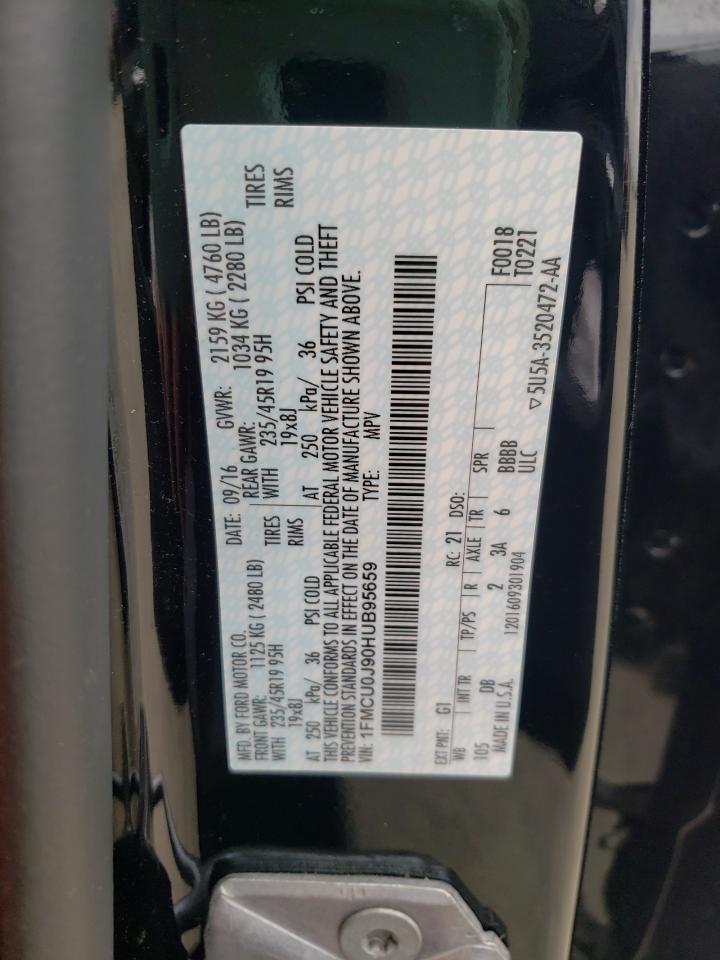 MFD. BY FORD MOTOR CO.
DATE: 09/16 GVWR: 2159 KG ( 4760 LB)
FRONT GAWR: 1125 KG ( 2480 LB) REAR GAWR: 1034 KG ( 2280 LB)
WITH 235/45R19 95H TIRES WITH 235/45R19 95H TIRES
19x8J RIMS 19x8J RIMS
AT 250 kPa/ 36 PSI COLD AT 250 kPa/ 36 PSI COLD
THIS VEHICLE CONFORMS TO ALL APPLICABLE FEDERAL MOTOR VEHICLE SAFETY AND THEFT
PREVENTION STANDARDS IN EFFECT ON THE DATE OF MANUFACTURE SHOWN ABOVE.
VIN: 1FMCU0J90HUB95659 TYPE: MPV
EXT PNT: G1 RC: 21 DSO:
WB INT TR TP/PS R AXLE TR SPR F0018
T0221
105 DB 2 3A 6 BBBB
ULC
MADE IN U.S.A. 1201609301904 ▽5U5A-3520472-AA